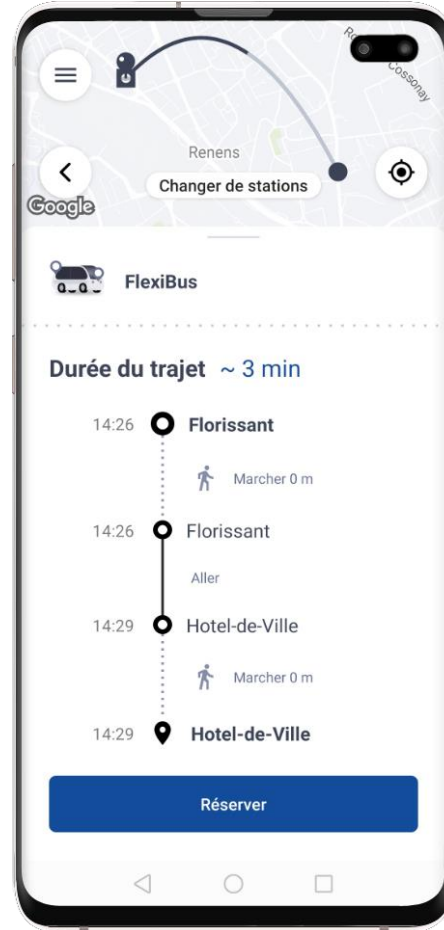 Cossonay
Renens
Changer de stations
Google
FlexiBus
Durée du trajet ~ 3 min
14:26 Florissant
Marcher 0 m
14:26 Florissant
Aller
14:29 Hotel-de-Ville
Marcher 0 m
14:29 Hotel-de-Ville
Réserver